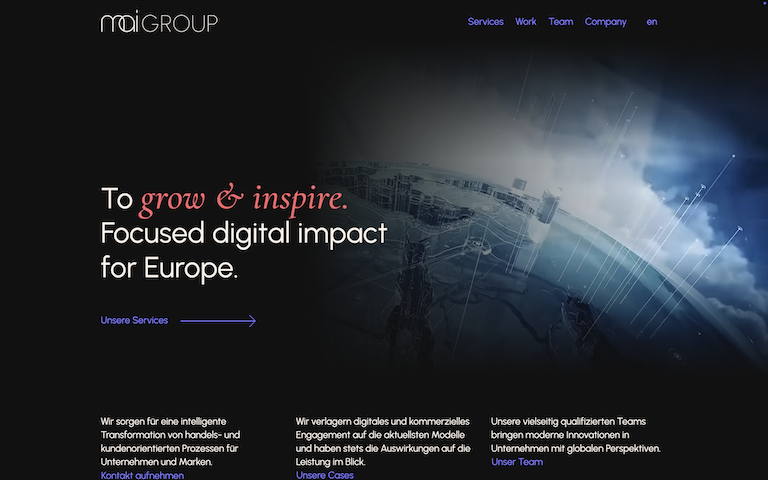 mai GROUP
Services Work Team Company en
To grow & inspire.
Focused digital impact
for Europe.
Unsere Services
Wir sorgen für eine intelligente
Transformation von handels- und
kundenorientierten Prozessen für
Unternehmen und Marken.
Kontakt aufnehmen
Wir verlagern digitales und kommerzielles
Engagement auf die aktuellsten Modelle
und haben stets die Auswirkungen auf die
Leistung im Blick.
Unsere Cases
Unsere vielseitig qualifizierten Teams
bringen moderne Innovationen in
Unternehmen mit globalen Perspektiven.
Unser Team